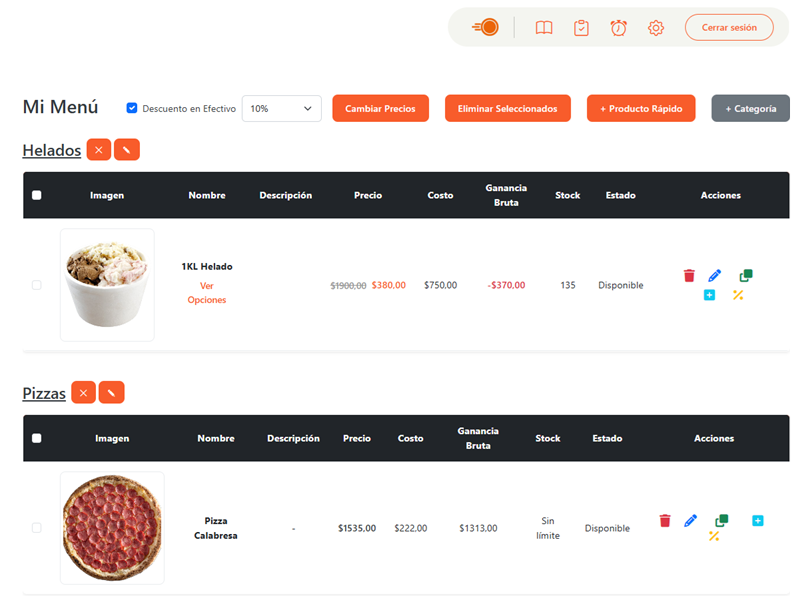 Cerrar sesión
Mi Menú
Descuento en Efectivo
10%
Cambiar Precios
Eliminar Seleccionados
+ Producto Rápido
+ Categoría
Helados
Imagen Nombre Descripción Precio Costo Ganancia Bruta Stock Estado Acciones
1KL Helado
Ver
Opciones
$1900,00 $380,00 $750,00 -$370,00 135 Disponible
Pizzas
Imagen Nombre Descripción Precio Costo Ganancia Bruta Stock Estado Acciones
Pizza
Calabresa
- $1535,00 $222,00 $1313,00
Sin
límite
Disponible